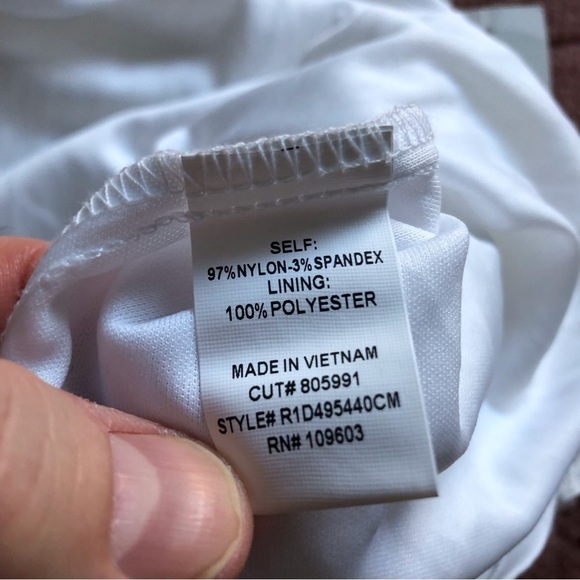 SELF:
97%NYLON-3%SPANDEX
LINING:
100% POLYESTER
MADE IN VIETNAM
CUT# 805991
STYLE# R1D495440CM
RN# 109603